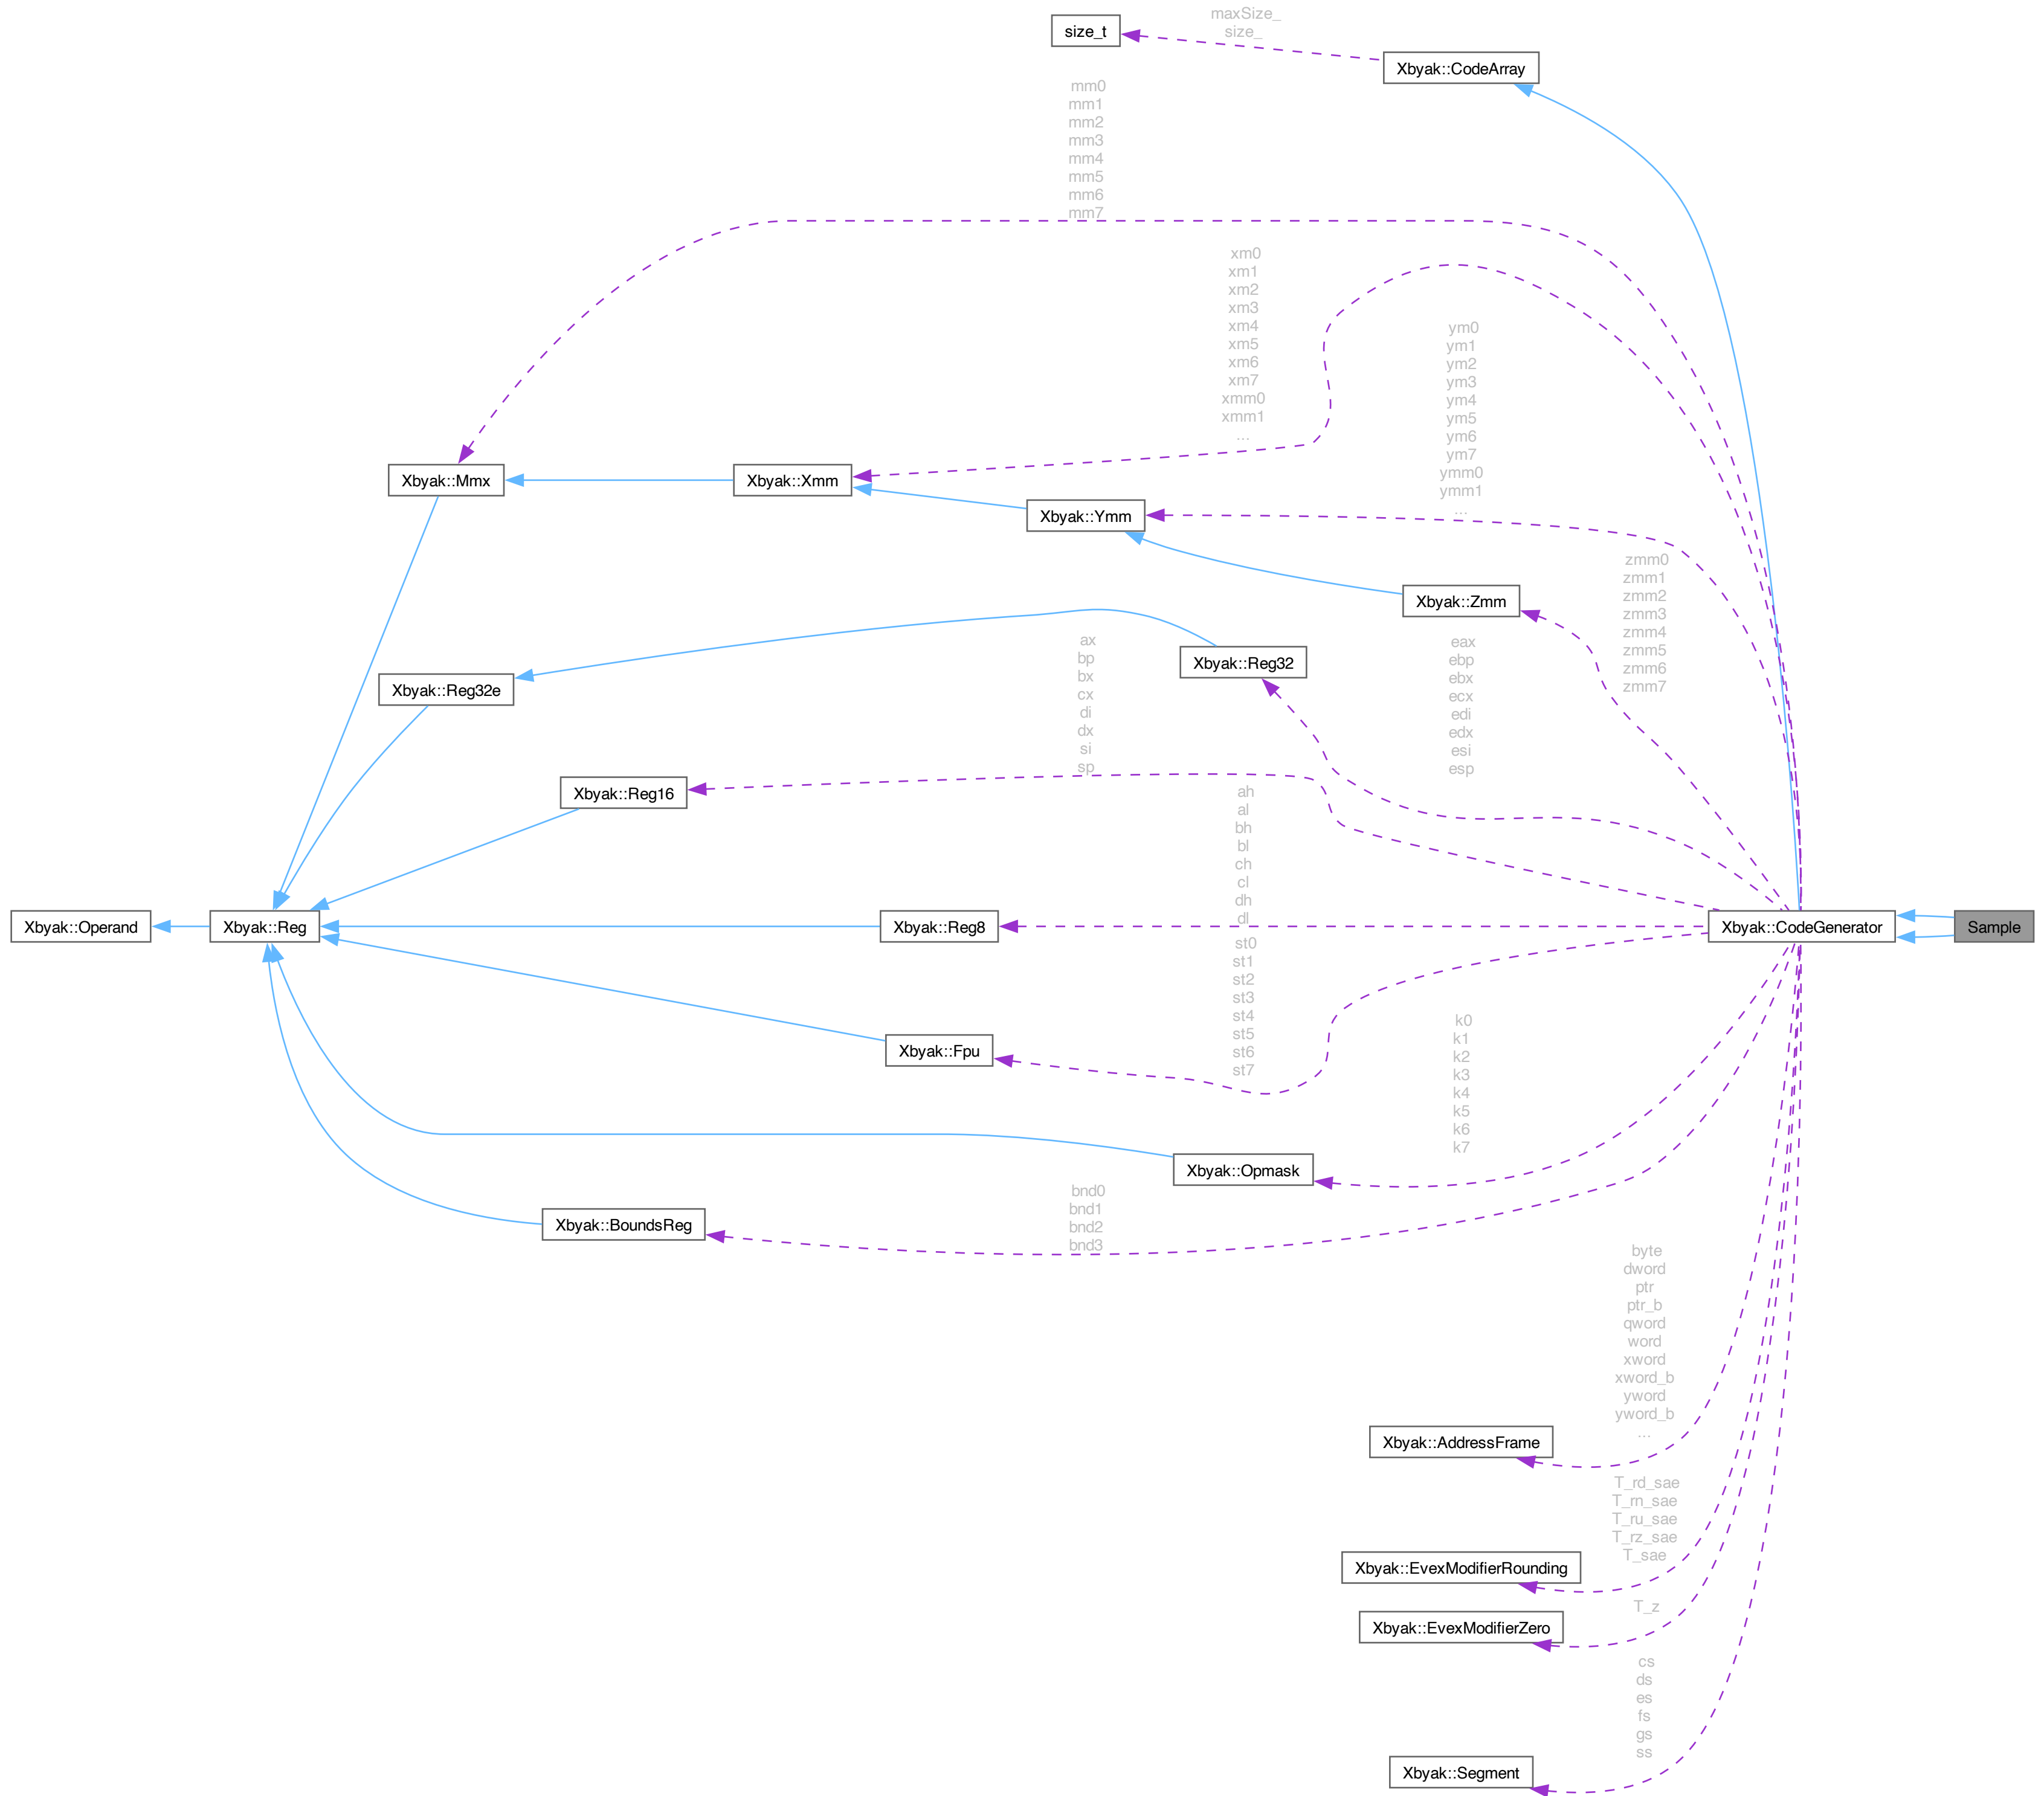 maxSize_
size_
size_t
Xbyak::CodeArray
mm0
mm1
mm2
mm3
mm4
mm5
mm6
mm7
xm0
xm1
xm2
xm3
xm4
xm5
xm6
xm7
xmm0
xmm1
...
ym0
ym1
ym2
ym3
ym4
ym5
ym6
ym7
ymm0
ymm1
...
Xbyak::Mmx
Xbyak::Xmm
Xbyak::Ymm
zmm0
zmm1
zmm2
zmm3
zmm4
zmm5
zmm6
zmm7
Xbyak::Zmm
eax
ebp
ebx
ecx
edi
edx
esi
esp
Xbyak::Reg32
ax
bp
bx
cx
di
dx
si
sp
Xbyak::Reg32e
Xbyak::Reg16
ah
al
bh
bl
ch
cl
dh
dl
Xbyak::Operand
Xbyak::Reg
Xbyak::Reg8
Xbyak::CodeGenerator
Sample
st0
st1
st2
st3
st4
st5
st6
st7
Xbyak::Fpu
k0
k1
k2
k3
k4
k5
k6
k7
Xbyak::Opmask
bnd0
bnd1
bnd2
bnd3
Xbyak::BoundsReg
byte
dword
ptr
ptr_b
qword
word
xword
xword_b
yword
yword_b
...
Xbyak::AddressFrame
T_rd_sae
T_rn_sae
T_ru_sae
T_rz_sae
T_sae
Xbyak::EvexModifierRounding
T_z
Xbyak::EvexModifierZero
cs
ds
es
fs
gs
ss
Xbyak::Segment